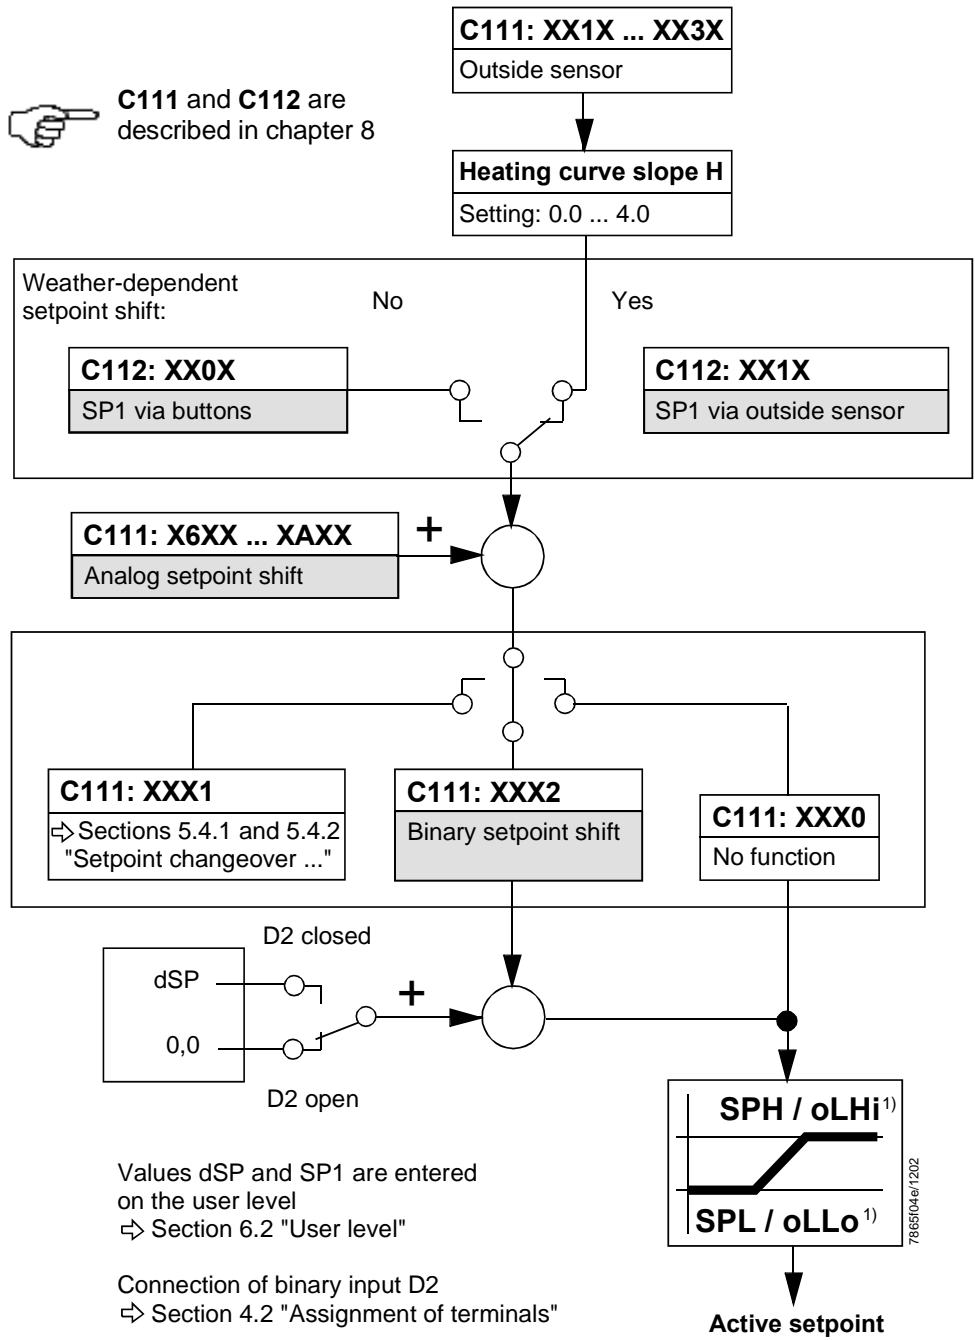 C111: XX1X ... XX3X
Outside sensor
C111 and C112 are
described in chapter 8
Heating curve slope H
Setting: 0.0 ... 4.0
Weather-dependent
setpoint shift:
No
Yes
C112: XX0X
SP1 via buttons
C112: XX1X
SP1 via outside sensor
C111: X6XX ... XAXX
Analog setpoint shift
+
C111: XXX1
⇨ Sections 5.4.1 and 5.4.2
"Setpoint changeover ..."
C111: XXX2
Binary setpoint shift
C111: XXX0
No function
D2 closed
dSP
+
0,0
D2 open
SPH / oLHi 1)
SPL / oLLo 1)
7865f04e/1202
Values dSP and SP1 are entered
on the user level
⇨ Section 6.2 "User level"
Connection of binary input D2
⇨ Section 4.2 "Assignment of terminals"
Active setpoint